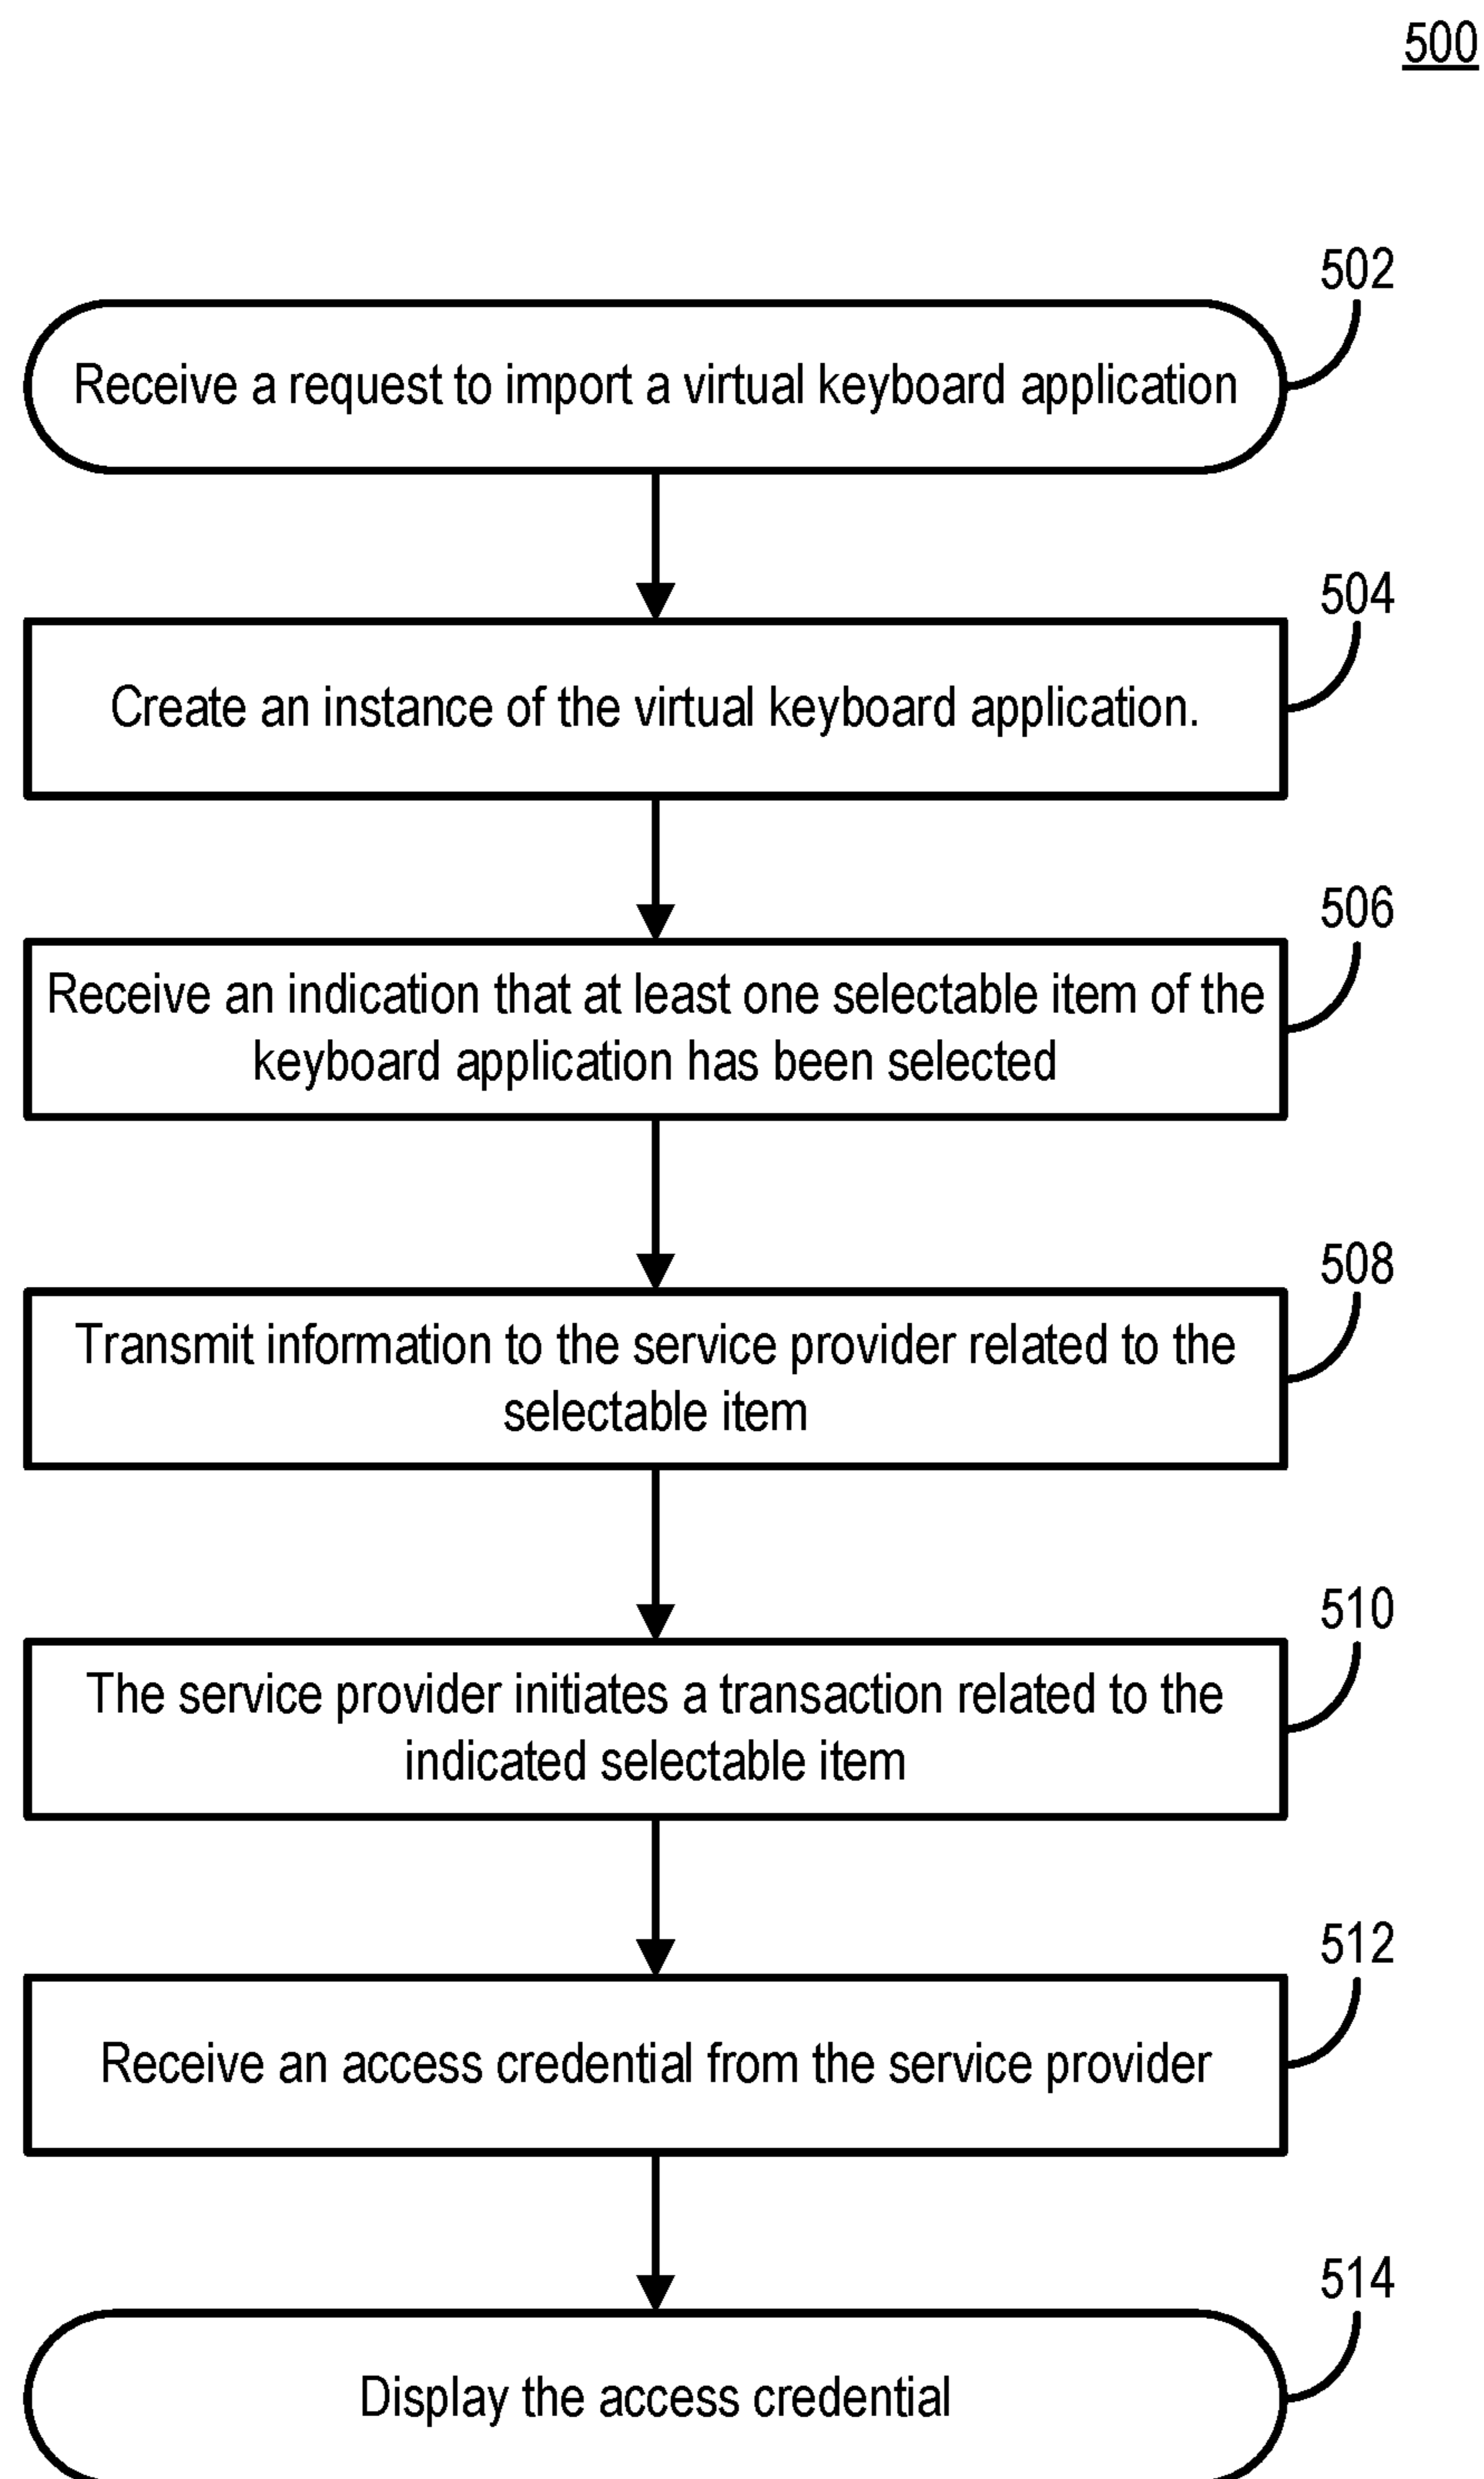 500
502
Receive a request to import a virtual keyboard application
504
Create an instance of the virtual keyboard application.
506
Receive an indication that at least one selectable item of the
keyboard application has been selected
508
Transmit information to the service provider related to the
selectable item
510
The service provider initiates a transaction related to the
indicated selectable item
512
Receive an access credential from the service provider
514
Display the access credential